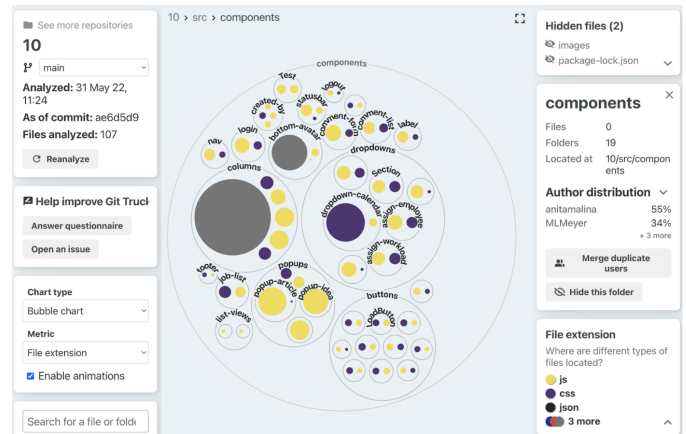 See more repositories
10
main
Analyzed: 31 May 22,
11:24
As of commit: ae6d5d9
Files analyzed: 107
Reanalyze
Help improve Git Truck
Answer questionnaire
Open an issue
Chart type
Bubble chart
Metric
File extension
Enable animations
Search for a file or folde
10 > src > components
components
Test
logout
created-by
statusbar
comment-form
comment-list
label
nav
login
bottom-avatar
dropdowns
columns
Section
dropdown-calendar
assign-employee
assign-workload
footer
job-list
popups
popup-article
popup-idea
list-views
buttons
LoadButton
Hidden files (2)
images
package-lock.json
components
Files 0
Folders 19
Located at 10/src/compon
ents
Author distribution
anitamalina 55%
MLMeyer 34%
+ 3 more
Merge duplicate
users
Hide this folder
File extension
Where are different types of
files located?
js
css
json
3 more